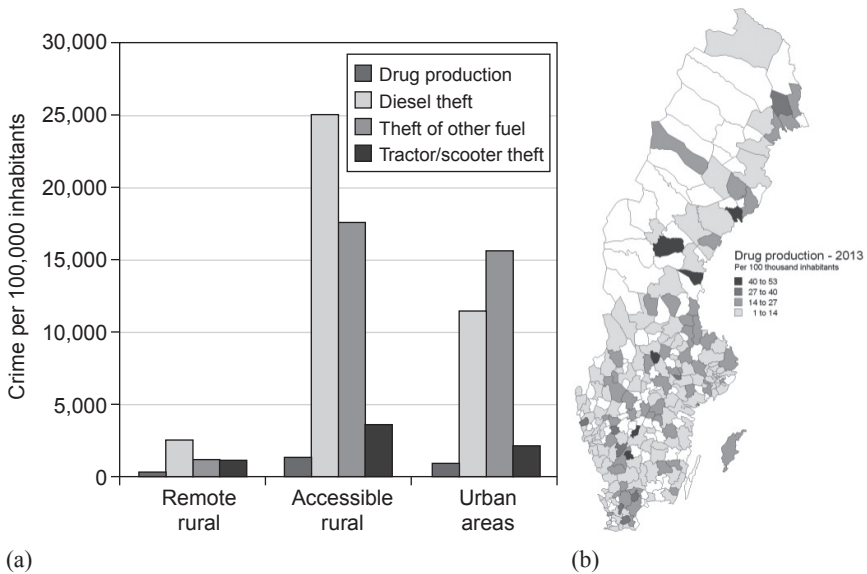 30,000
25,000
20,000
15,000
10,000
5,000
0
Crime per 100,000 inhabitants
Drug production
Diesel theft
Theft of other fuel
Tractor/scooter theft
Remote
rural
Accessible
rural
Urban
areas
(a)
Drug production - 2013
Per 100 thousand inhabitants
40 to 53
27 to 40
14 to 27
1 to 14
(b)